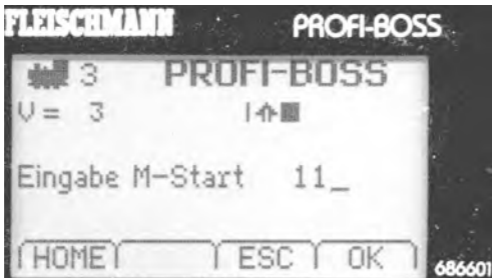 FLEISCHMANN PROFI-BOSS
3 PROFI-BOSS
V = 3
Eingabe M-Start 11_
HOME ESC OK
686601